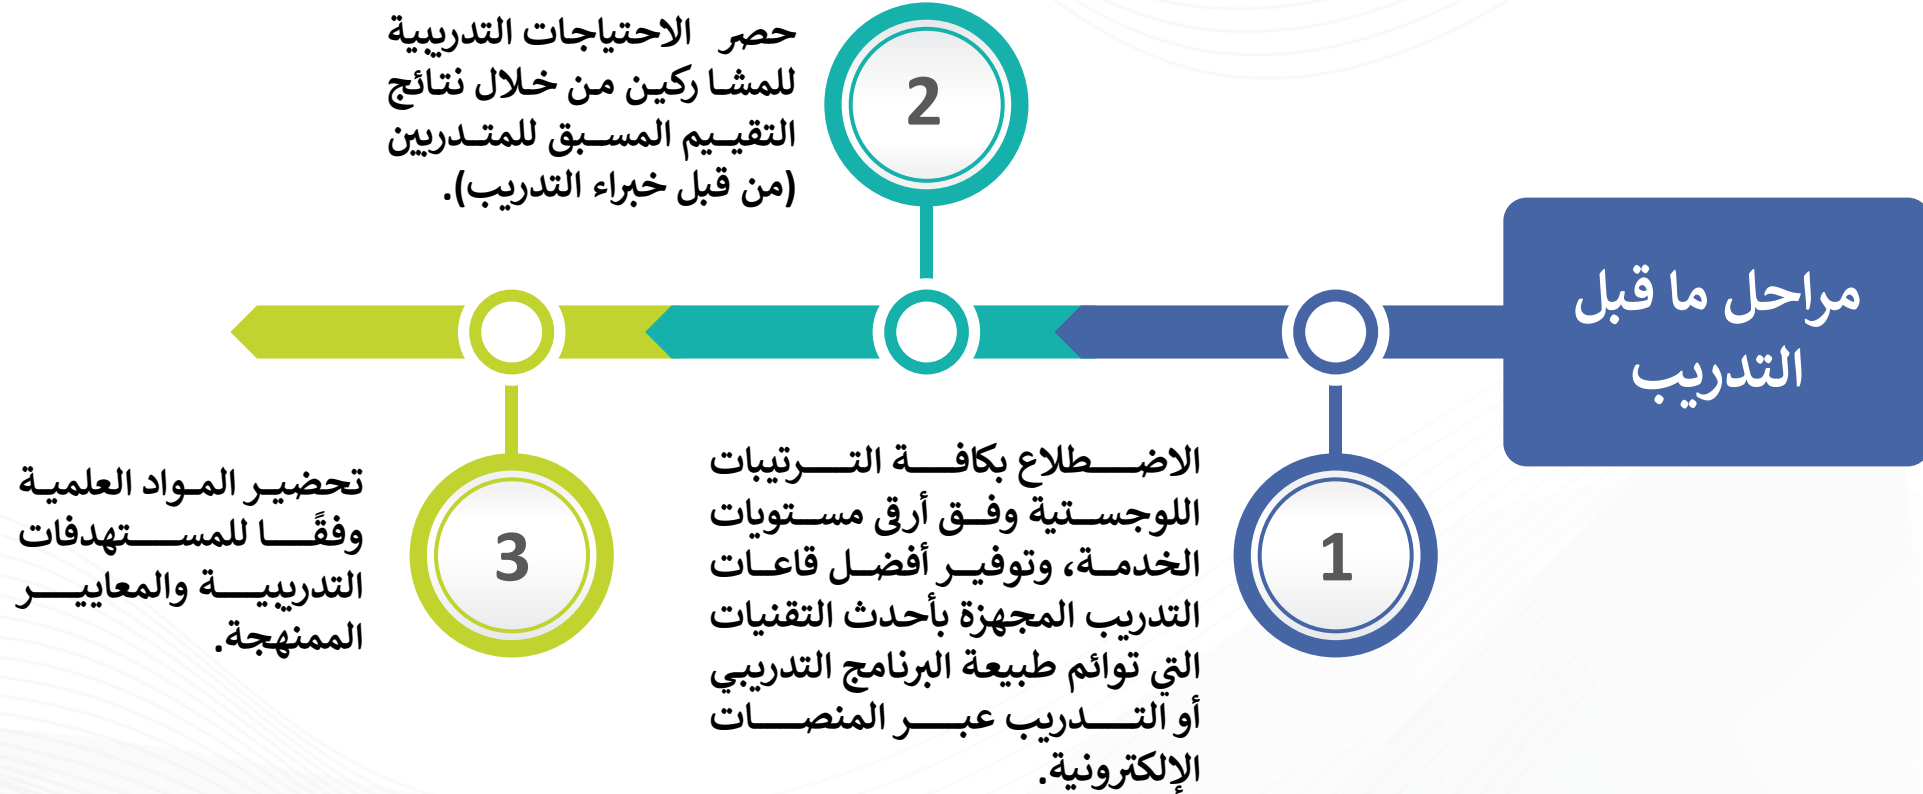 مراحل ما قبل
التدريب
1
الاضطلاع بكافة الترتيبات
اللوجستية وفق أرقى مستويات
الخدمة، وتوفير أفضل قاعات
التدريب المجهزة بأحدث التقنيات
التي توائم طبيعة البرنامج التدريبي
أو التدريب عبر المنصات
الإلكترونية.
2
حصر الاحتياجات التدريبية
للمشا ركين من خلال نتائج
التقييم المسبق للمتدربين
(من قبل خبراء التدريب).
3
تحضير المواد العلمية
وفقًا للمستهدفات
التدريبية والمعايير
الممنهجة.